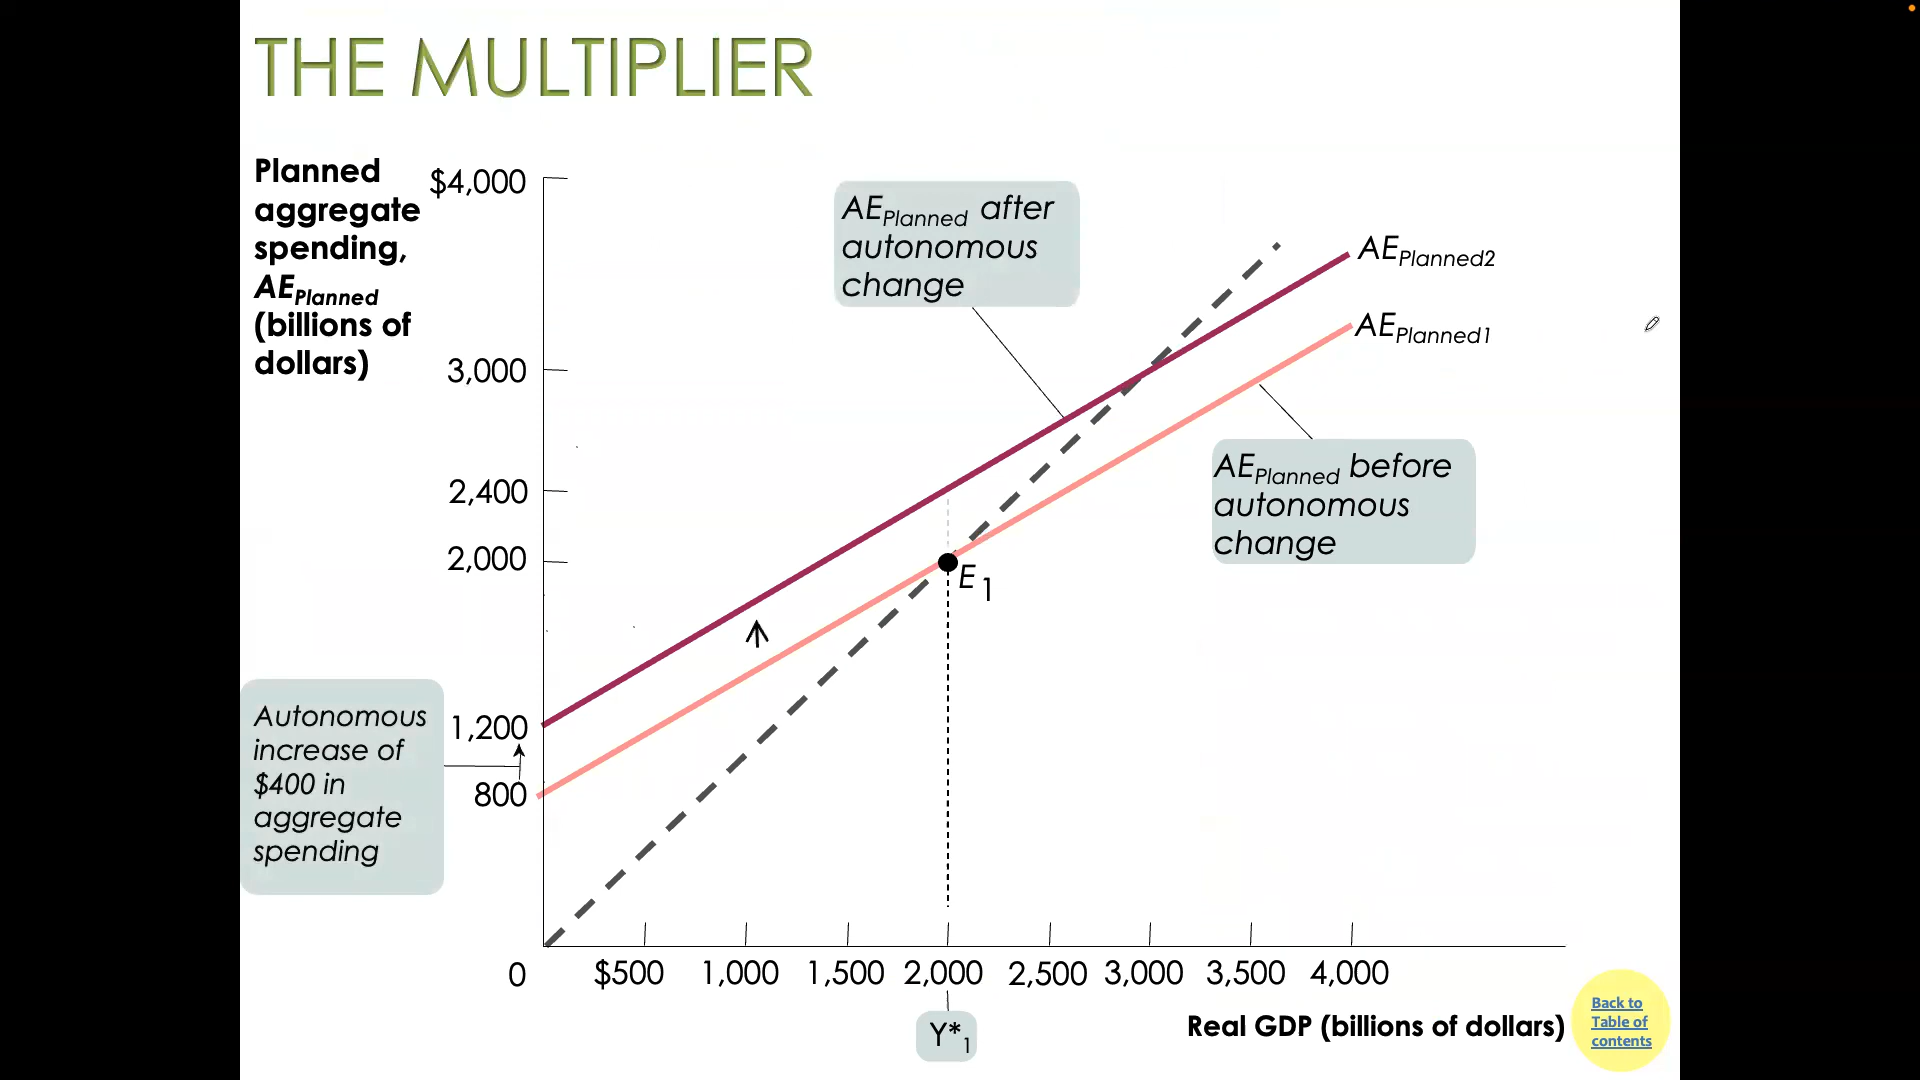 THE MULTIPLIER
Planned
aggregate
spending,
AEPlanned
(billions of
dollars)
$4,000
3,000
2,400
2,000
1,200
800
AEPlanned after
autonomous
change
AEPlanned2
AEPlanned1
AEPlanned before
autonomous
change
E1
Autonomous
increase of
$400 in
aggregate
spending
0 $500 1,000 1,500 2,000 2,500 3,000 3,500 4,000
Y*1
Real GDP (billions of dollars)
Back to
Table of
contents